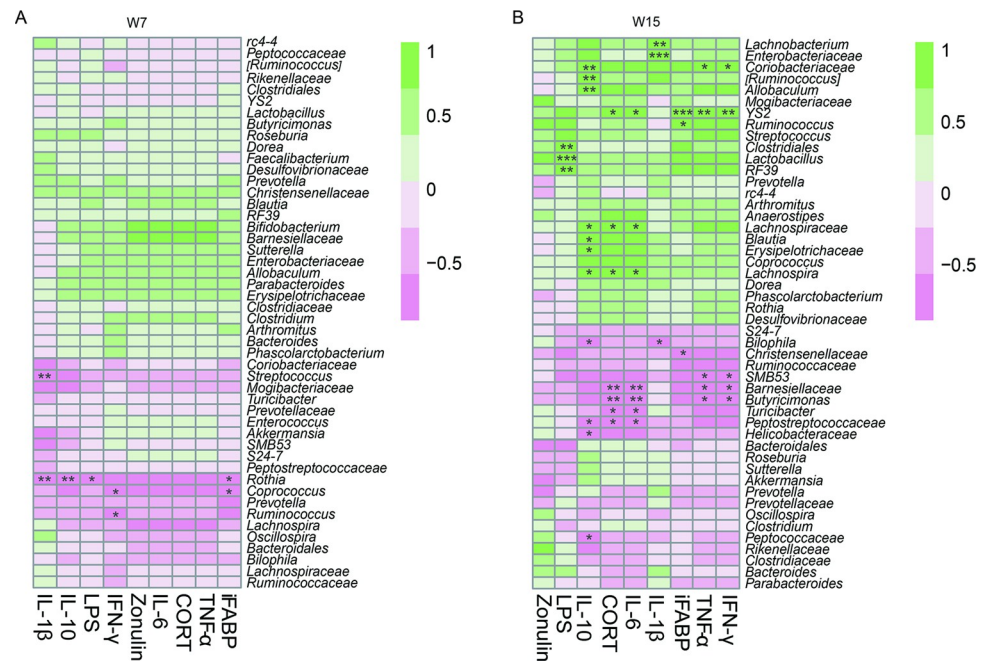 A
W7
rc4-4
Peptococcaceae
[Ruminococcus]
Rikenellaceae
Clostridiales
YS2
Lactobacillus
Butyricimonas
Roseburia
Dorea
Faecalibacterium
Desulfovibrionaceae
Prevotella
Christensenellaceae
Blautia
RF39
Bifidobacterium
Barnesiellaceae
Sutterella
Enterobacteriaceae
Allobaculum
Parabacteroides
Erysipelotrichaceae
Clostridiaceae
Clostridium
Arthromitus
Bacteroides
Phascolarctobacterium
Coriobacteriaceae
** Streptococcus
Mogibacteriaceae
Turicibacter
Prevotellaceae
Enterococcus
Akkermansia
SMB53
S24-7
Peptostreptococcaceae
** ** * * Rothia
* * Coprococcus
Prevotella
* Ruminococcus
Lachnospira
Oscillospira
Bacteroidales
Bilophila
Lachnospiraceae
Ruminococcaceae
IL-1β IL-10 LPS IFN-γ Zonulin IL-6 CORT TNF-α iFABP
1
0.5
0
−0.5
B
W15
** Lachnobacterium
*** Enterobacteriaceae
** * * Coriobacteriaceae
** [Ruminococcus]
** Allobaculum
Mogibacteriaceae
* * *** ** ** YS2
* Ruminococcus
Streptococcus
** Clostridiales
*** Lactobacillus
** RF39
Prevotella
rc4-4
Arthromitus
Anaerostipes
* * * Lachnospiraceae
* Blautia
* Erysipelotrichaceae
Coprococcus
* * * Lachnospira
Dorea
Phascolarctobacterium
Rothia
Desulfovibrionaceae
S24-7
* * Bilophila
* Christensenellaceae
Ruminococcaceae
* * SMB53
** ** * * Barnesiellaceae
** ** * * Butyricimonas
* * Turicibacter
* * * Peptostreptococcaceae
* Helicobacteraceae
Bacteroidales
Roseburia
Sutterella
Akkermansia
Prevotella
Prevotellaceae
Oscillospira
Clostridium
* Peptococcaceae
Rikenellaceae
Clostridiaceae
Bacteroides
Parabacteroides
Zonulin LPS IL-10 CORT IL-6 IL-1β iFABP TNF-α IFN-γ
1
0.5
0
−0.5